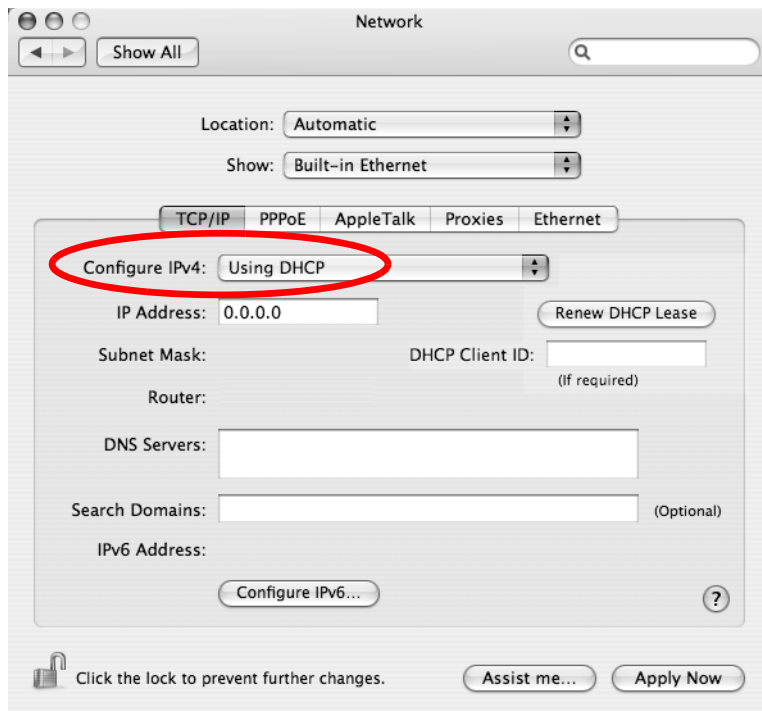 Network
Show All
Location: Automatic
Show: Built-in Ethernet
TCP/IP PPPoE AppleTalk Proxies Ethernet
Configure IPv4: Using DHCP
IP Address: 0.0.0.0 Renew DHCP Lease
Subnet Mask: DHCP Client ID:
(If required)
Router:
DNS Servers:
Search Domains: (Optional)
IPv6 Address:
Configure IPv6... ?
Click the lock to prevent further changes. Assist me... Apply Now